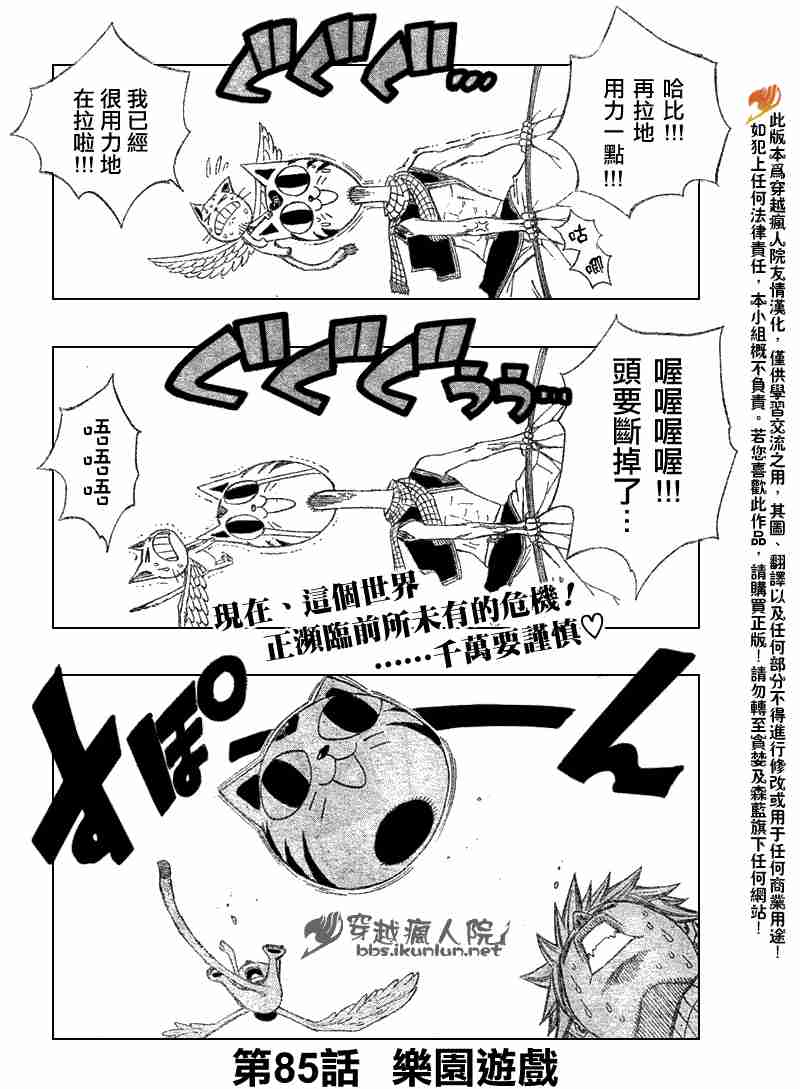 ぐぐぐ…
哈比!!!
再拉地
用力一點!!!
我已經
很用力地
在拉啦!!!
咕
唧
ぐぐぐぅぅ…
喔喔喔喔!!!
頭要斷掉了…
唔唔唔
現在、這個世界
正瀕臨前所未有的危機!
……千萬要謹慎♡
すぽーん
穿越瘋人院
bbs.ikunlun.net
第85話 樂園遊戲
此版本爲穿越瘋人院友情漢化，僅供學習交流之用，其圖、翻譯以及任何部分不得進行修改或用于任何商業用途！
如犯上任何法律責任，本小組概不負責。若您喜歡此作品，請購買正版！請勿轉至貪婪及森藍旗下任何網站！